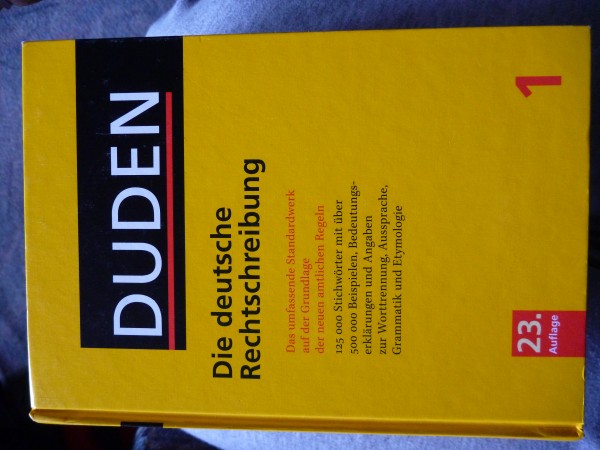 DUDEN
Die deutsche
Rechtschreibung
Das umfassende Standardwerk
auf der Grundlage
der neuen amtlichen Regeln
125 000 Stichwörter mit über
500 000 Beispielen, Bedeutungs-
erklärungen und Angaben
zur Worttrennung, Aussprache,
Grammatik und Etymologie
23.
Auflage
1